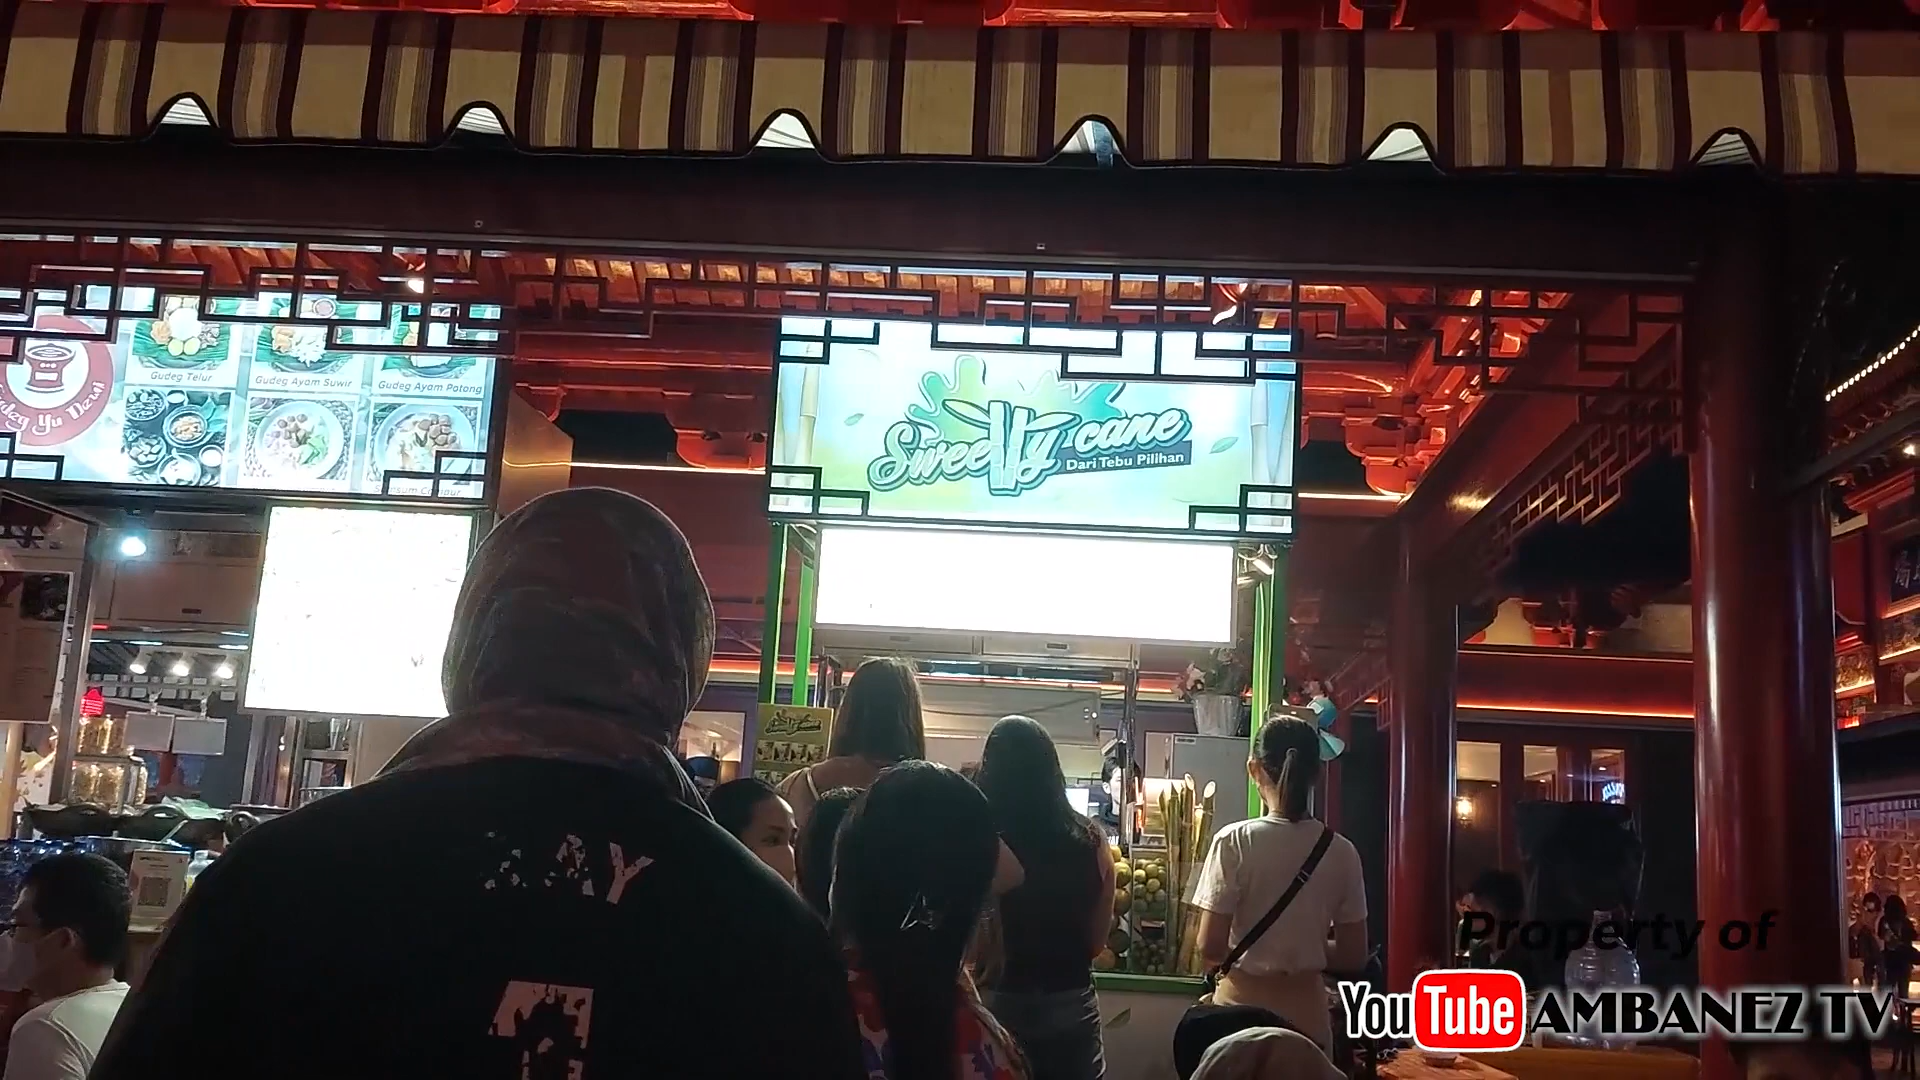 Gudeg Telur
Gudeg Ayam Suwir
Gudeg Ayam Potong
Gudeg Yu Dewi
Sweetty cane
Dari Tebu Pilihan
AY
Property of
YouTube AMBANEZ TV